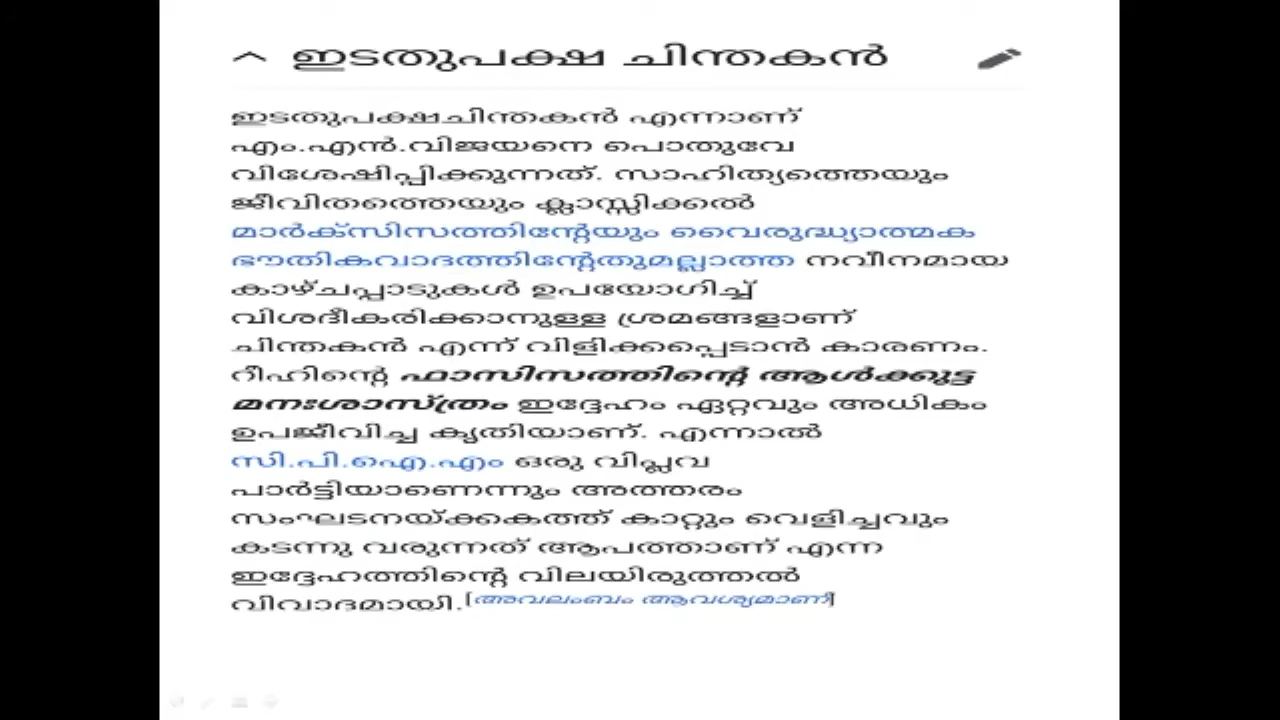 ഇടതുപക്ഷ ചിന്തകൻ
ഇടതുപക്ഷചിന്തകൻ എന്നാണ്
എം.എൻ.വിജയനെ പൊതുവേ
വിശേഷിപ്പിക്കുന്നത്. സാഹിത്യത്തെയും
ജീവിതത്തെയും ക്ലാസ്സിക്കൽ
മാർക്സിസത്തിന്റേയും വൈരുദ്ധ്യാത്മക
ഭൗതികവാദത്തിന്റേതുമല്ലാത്ത നവീനമായ
കാഴ്ചപ്പാടുകൾ ഉപയോഗിച്ച്
വിശദീകരിക്കാനുള്ള ശ്രമങ്ങളാണ്
ചിന്തകൻ എന്ന് വിളിക്കപ്പെടാൻ കാരണം.
റീഹിന്റെ ഫാസിസത്തിന്റെ ആൾക്കൂട്ട
മനഃശാസ്ത്രം ഇദ്ദേഹം ഏറ്റവും അധികം
ഉപജീവിച്ച കൃതിയാണ്. എന്നാൽ
സി.പി.ഐ.എം ഒരു വിപ്ലവ
പാർട്ടിയാണെന്നും അത്തരം
സംഘടനയ്ക്കകത്ത് കാറ്റും വെളിച്ചവും
കടന്നു വരുന്നത് ആപത്താണ് എന്ന
ഇദ്ദേഹത്തിന്റെ വിലയിരുത്തൽ
വിവാദമായി.[അവലംബം ആവശ്യമാണ്]